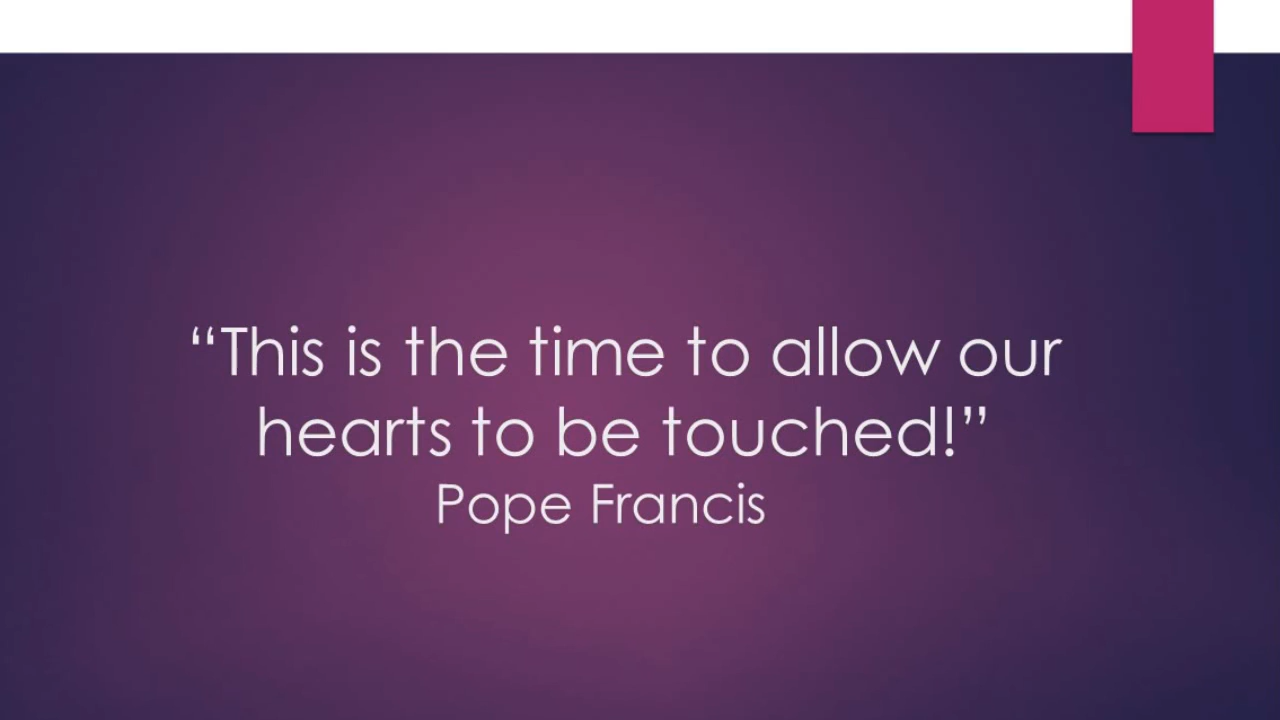 “This is the time to allow our
hearts to be touched!”
Pope Francis